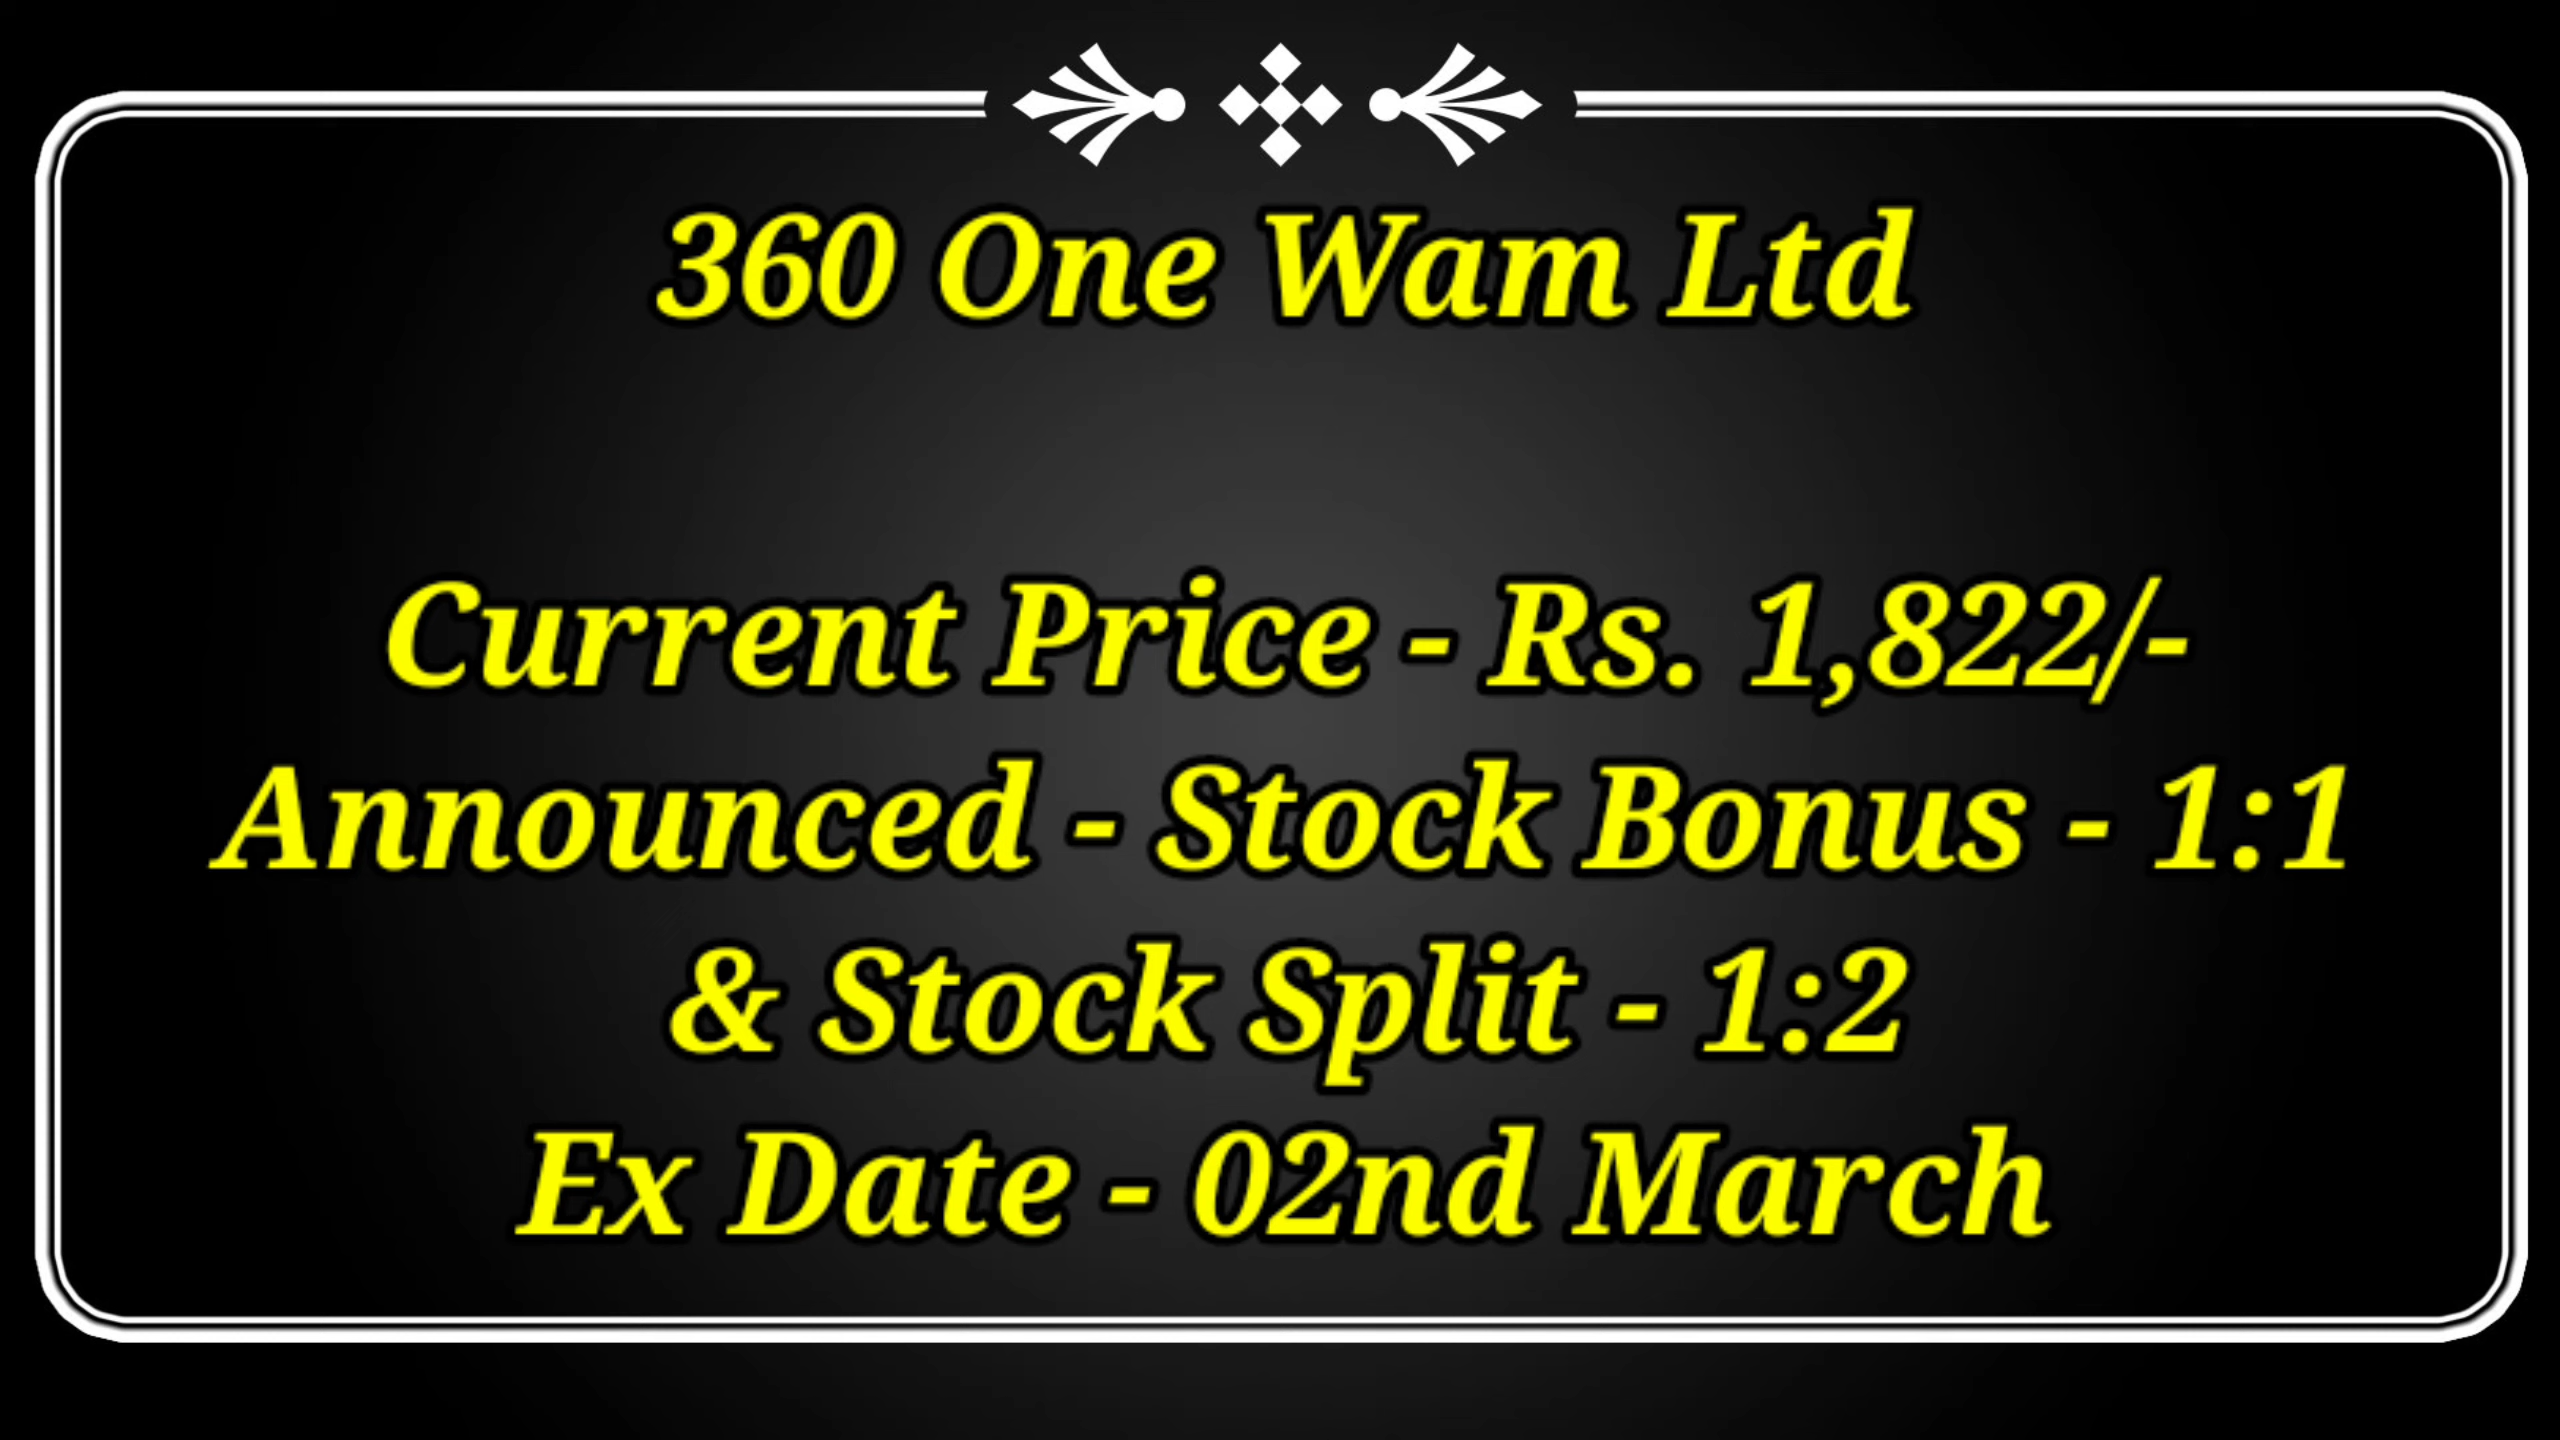 360 One Wam Ltd
Current Price - Rs. 1,822/-
Announced - Stock Bonus - 1:1
& Stock Split - 1:2
Ex Date - 02nd March